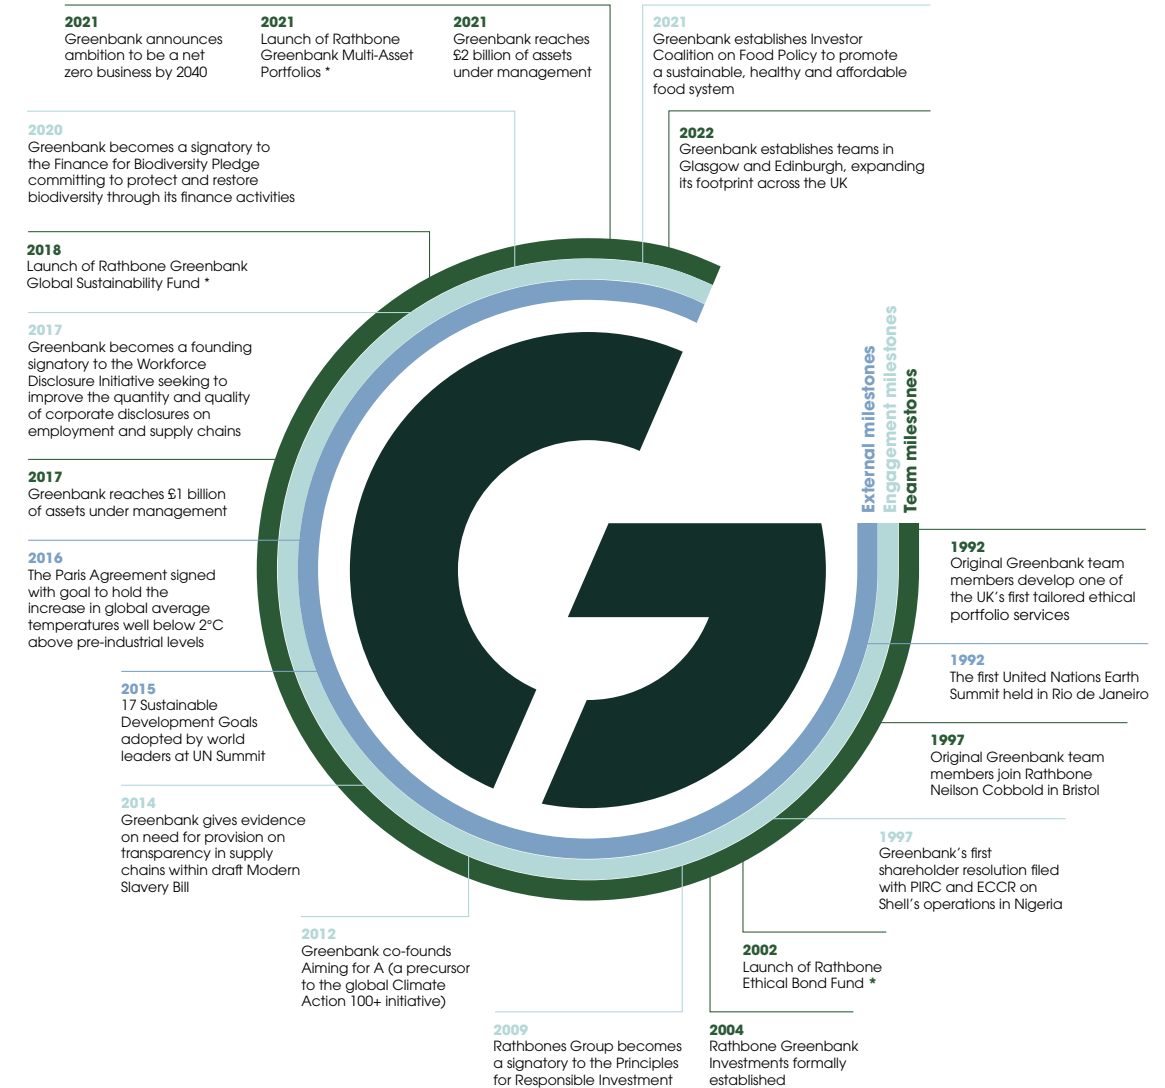 2021
Greenbank announces
ambition to be a net
zero business by 2040
2021
Launch of Rathbone
Greenbank Multi-Asset
Portfolios *
2021
Greenbank reaches
£2 billion of assets
under management
2021
Greenbank establishes Investor
Coalition on Food Policy to promote
a sustainable, healthy and affordable
food system
2022
Greenbank establishes teams in
Glasgow and Edinburgh, expanding
its footprint across the UK
2020
Greenbank becomes a signatory to
the Finance for Biodiversity Pledge
committing to protect and restore
biodiversity through its finance activities
2018
Launch of Rathbone Greenbank
Global Sustainability Fund *
2017
Greenbank becomes a founding
signatory to the Workforce
Disclosure Initiative seeking to
improve the quantity and quality
of corporate disclosures on
employment and supply chains
2017
Greenbank reaches £1 billion
of assets under management
2016
The Paris Agreement signed
with goal to hold the
increase in global average
temperatures well below 2°C
above pre-industrial levels
2015
17 Sustainable
Development Goals
adopted by world
leaders at UN Summit
2014
Greenbank gives evidence
on need for provision on
transparency in supply
chains within draft Modern
Slavery Bill
2012
Greenbank co-founds
Aiming for A (a precursor
to the global Climate
Action 100+ initiative)
2009
Rathbones Group becomes
a signatory to the Principles
for Responsible Investment
2004
Rathbone Greenbank
Investments formally
established
2002
Launch of Rathbone
Ethical Bond Fund *
1997
Greenbank's first
shareholder resolution filed
with PIRC and ECCR on
Shell's operations in Nigeria
1997
Original Greenbank team
members join Rathbone
Neilson Cobbold in Bristol
1992
The first United Nations Earth
Summit held in Rio de Janeiro
1992
Original Greenbank team
members develop one of
the UK's first tailored ethical
portfolio services
External milestones
Engagement milestones
Team milestones
G